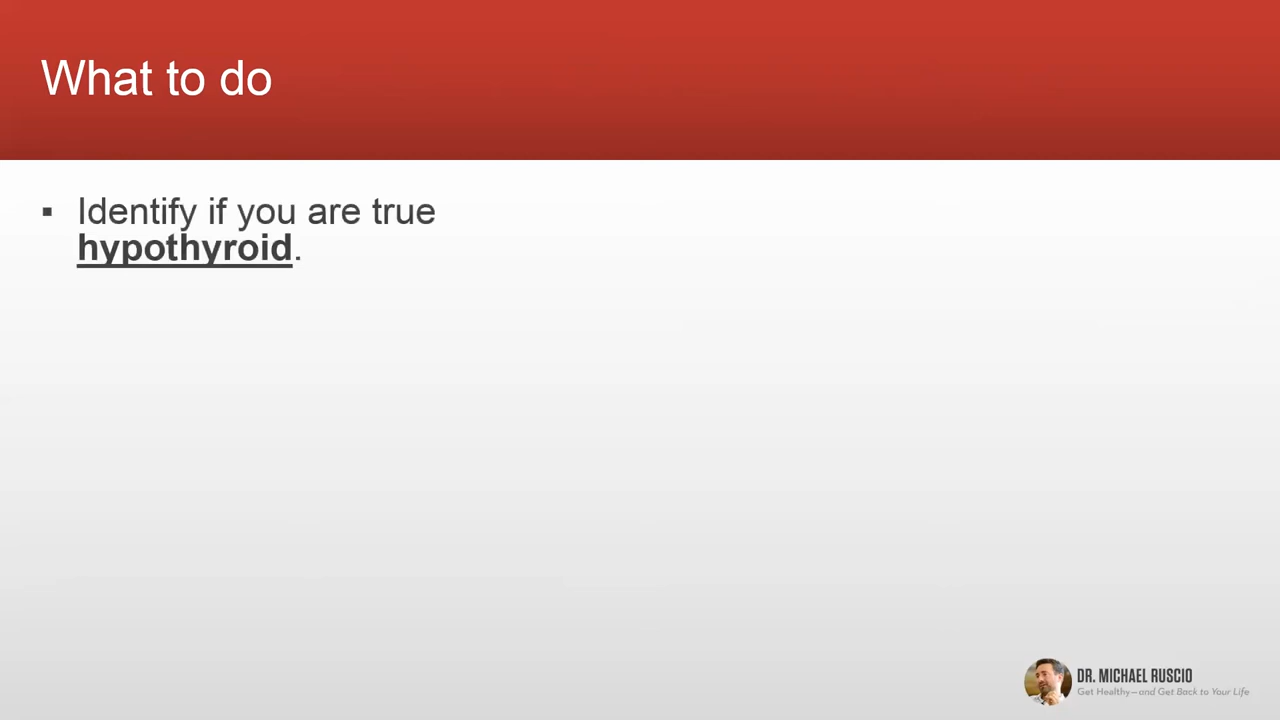 What to do
▪ Identify if you are true
hypothyroid.
DR. MICHAEL RUSCIO
Get Healthy—and Get Back to Your Life